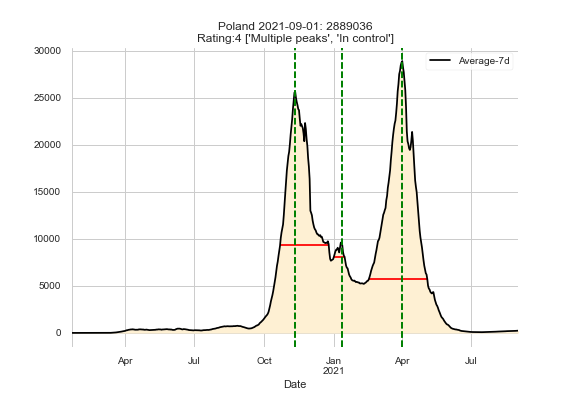 Poland 2021-09-01: 2889036
Rating:4 ['Multiple peaks', 'In control']
Average-7d
30000
25000
20000
15000
10000
5000
0
Apr
Jul
Oct
Jan
2021
Apr
Jul
Date